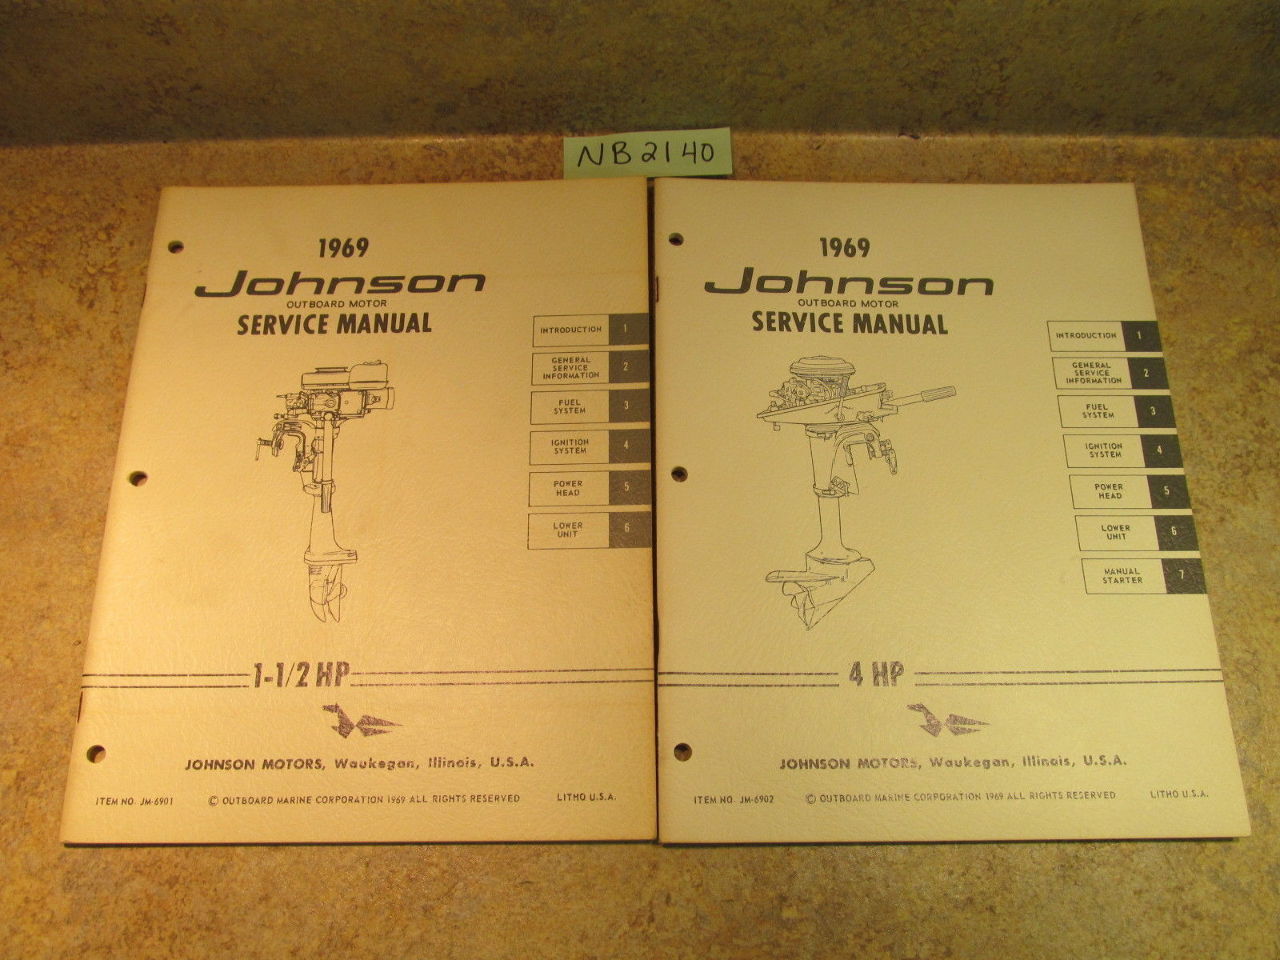 NB2140
1969
Johnson
OUTBOARD MOTOR
SERVICE MANUAL
INTRODUCTION 1
GENERAL
SERVICE 2
INFORMATION
FUEL
SYSTEM 3
IGNITION
SYSTEM 4
POWER
HEAD 5
LOWER
UNIT 6
1-1/2 HP
JOHNSON MOTORS, Waukegan, Illinois, U.S.A.
ITEM NO. JM-6901 © OUTBOARD MARINE CORPORATION 1969 ALL RIGHTS RESERVED LITHO U.S.A.
1969
Johnson
OUTBOARD MOTOR
SERVICE MANUAL
INTRODUCTION 1
GENERAL
SERVICE 2
INFORMATION
FUEL
SYSTEM 3
IGNITION
SYSTEM 4
POWER
HEAD 5
LOWER
UNIT 6
MANUAL
STARTER 7
4 HP
JOHNSON MOTORS, Waukegan, Illinois, U.S.A.
ITEM NO. JM-6902 © OUTBOARD MARINE CORPORATION 1969 ALL RIGHTS RESERVED LITHO U.S.A.